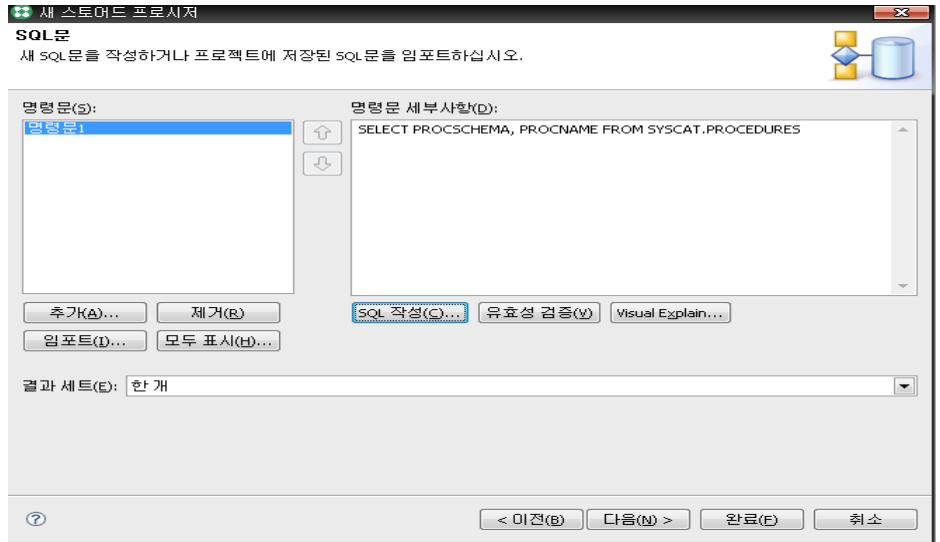 새 스토어드 프로시저
SQL문
새 SQL문을 작성하거나 프로젝트에 저장된 SQL문을 임포트하십시오.
명령문(S):
명령문1
명령문 세부사항(D):
SELECT PROCSCHEMA, PROCNAME FROM SYSCAT.PROCEDURES
추가(A)... 제거(R)
임포트(I)... 모두 표시(H)...
SQL 작성(C)... 유효성 검증(V) Visual Explain...
결과 세트(E): 한 개
< 이전(B) 다음(N) > 완료(F) 취소